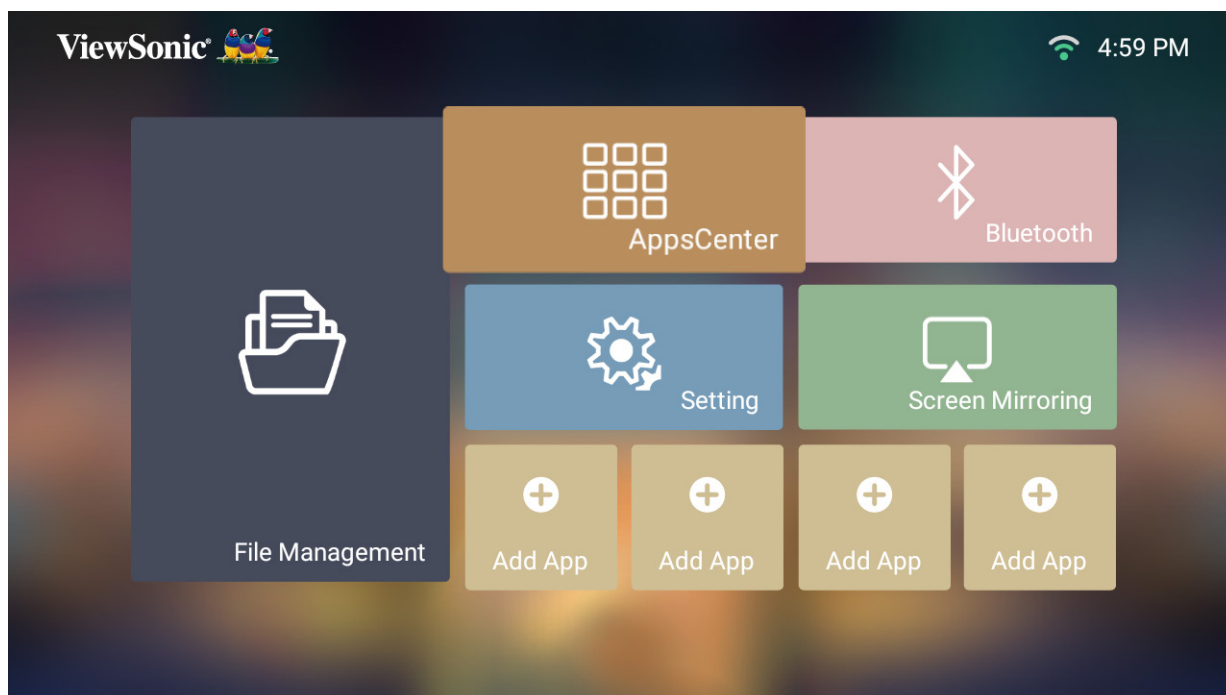 ViewSonic®
4:59 PM
AppsCenter
Bluetooth
Setting
Screen Mirroring
File Management
Add App
Add App
Add App
Add App